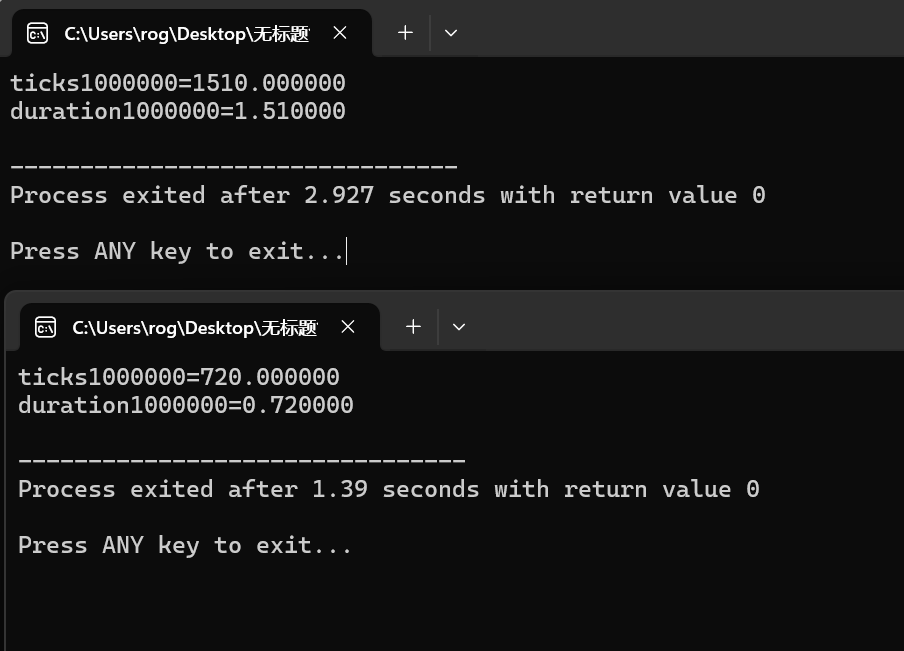 C:\Users\rog\Desktop\无标题
ticks1000000=1510.000000
duration1000000=1.510000
--------------------------------
Process exited after 2.927 seconds with return value 0
Press ANY key to exit...
C:\Users\rog\Desktop\无标题
ticks1000000=720.000000
duration1000000=0.720000
--------------------------------
Process exited after 1.39 seconds with return value 0
Press ANY key to exit...